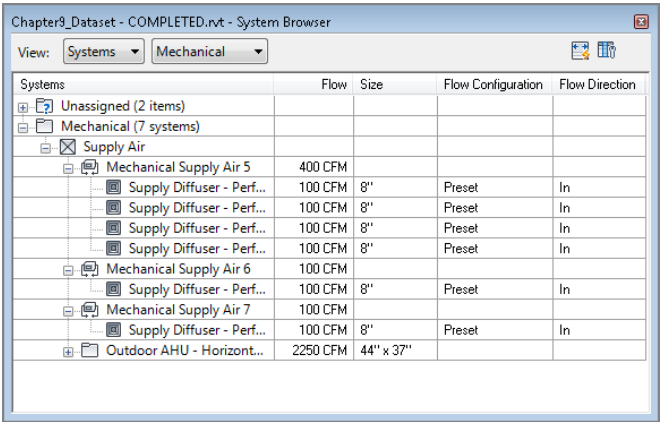 Chapter9_Dataset - COMPLETED.rvt - System Browser
View: Systems Mechanical
Systems Flow Size Flow Configuration Flow Direction
Unassigned (2 items)
Mechanical (7 systems)
Supply Air
Mechanical Supply Air 5 400 CFM
Supply Diffuser - Perf... 100 CFM 8" Preset In
Supply Diffuser - Perf... 100 CFM 8" Preset In
Supply Diffuser - Perf... 100 CFM 8" Preset In
Supply Diffuser - Perf... 100 CFM 8" Preset In
Mechanical Supply Air 6 100 CFM
Supply Diffuser - Perf... 100 CFM 8" Preset In
Mechanical Supply Air 7 100 CFM
Supply Diffuser - Perf... 100 CFM 8" Preset In
Outdoor AHU - Horizont... 2250 CFM 44" x 37"